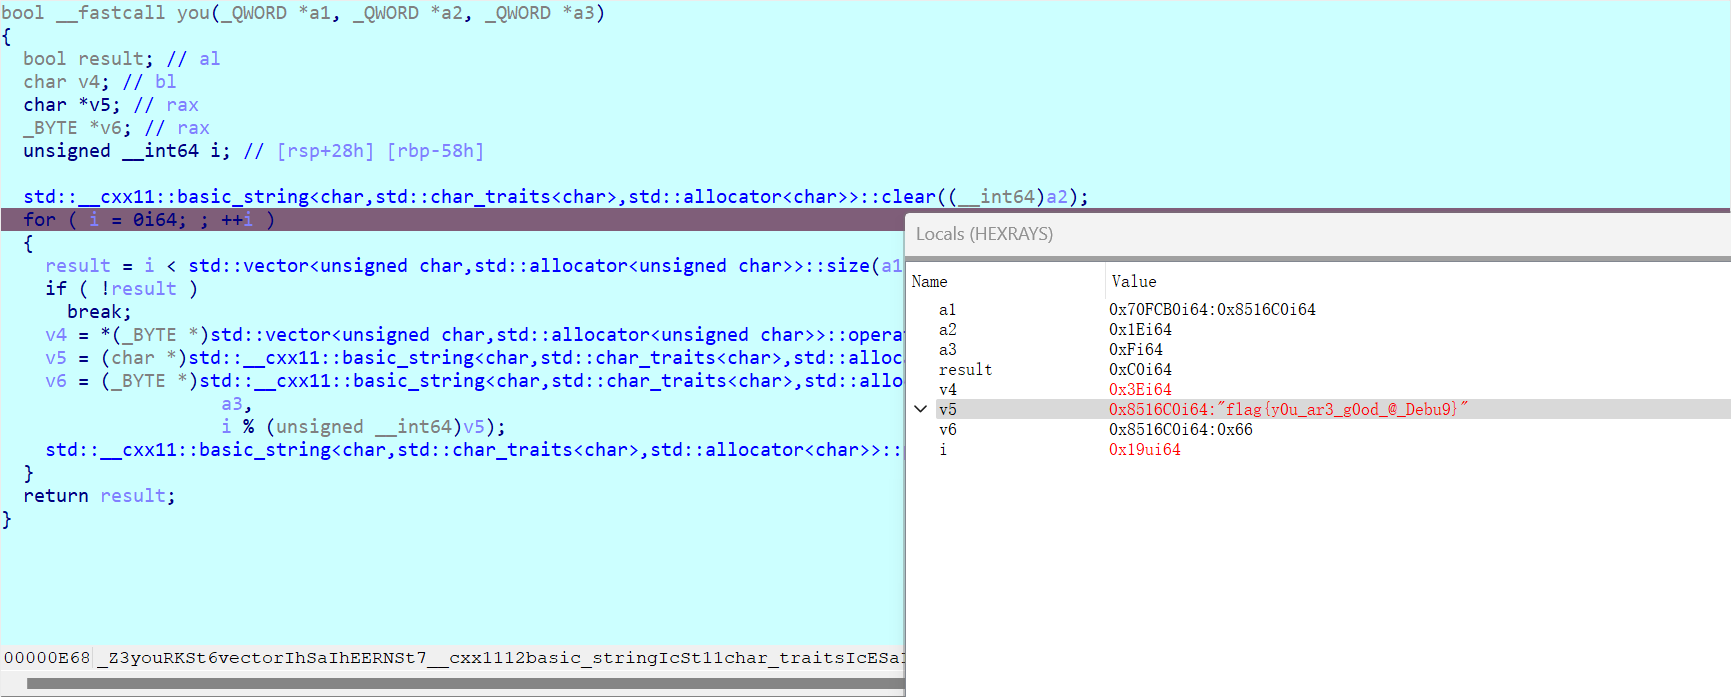 bool __fastcall you(_QWORD *a1, _QWORD *a2, _QWORD *a3)
{
  bool result; // al
  char v4; // bl
  char *v5; // rax
  _BYTE *v6; // rax
  unsigned __int64 i; // [rsp+28h] [rbp-58h]
  std::__cxx11::basic_string<char,std::char_traits<char>,std::allocator<char>>::clear((__int64)a2);
  for ( i = 0i64; ; ++i )
  {
    result = i < std::vector<unsigned char,std::allocator<unsigned char>>::size(a1
    if ( !result )
      break;
    v4 = *(_BYTE *)std::vector<unsigned char,std::allocator<unsigned char>>::opera
    v5 = (char *)std::__cxx11::basic_string<char,std::char_traits<char>,std::alloc
    v6 = (_BYTE *)std::__cxx11::basic_string<char,std::char_traits<char>,std::allo
                    a3,
                    i % (unsigned __int64)v5);
    std::__cxx11::basic_string<char,std::char_traits<char>,std::allocator<char>>::
  }
  return result;
}
00000E68 _Z3youRKSt6vectorIhSaIhEERNSt7__cxx1112basic_stringIcSt11char_traitsIcESaI
Locals (HEXRAYS)
Name Value
a1 0x70FCB0i64:0x8516C0i64
a2 0x1Ei64
a3 0xFi64
result 0xC0i64
v4 0x3Ei64
v5 0x8516C0i64:"flag{y0u_ar3_g0od_@_Debu9}"
v6 0x8516C0i64:0x66
i 0x19ui64